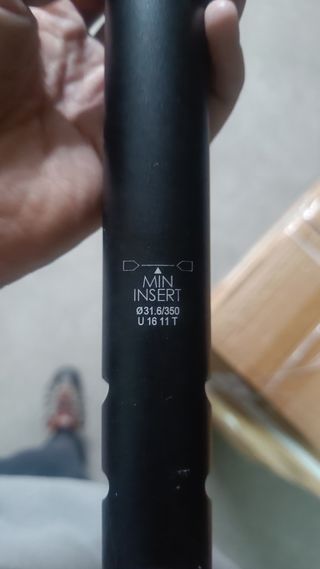 MIN
INSERT
Ø31.6/350
U 16 11 T